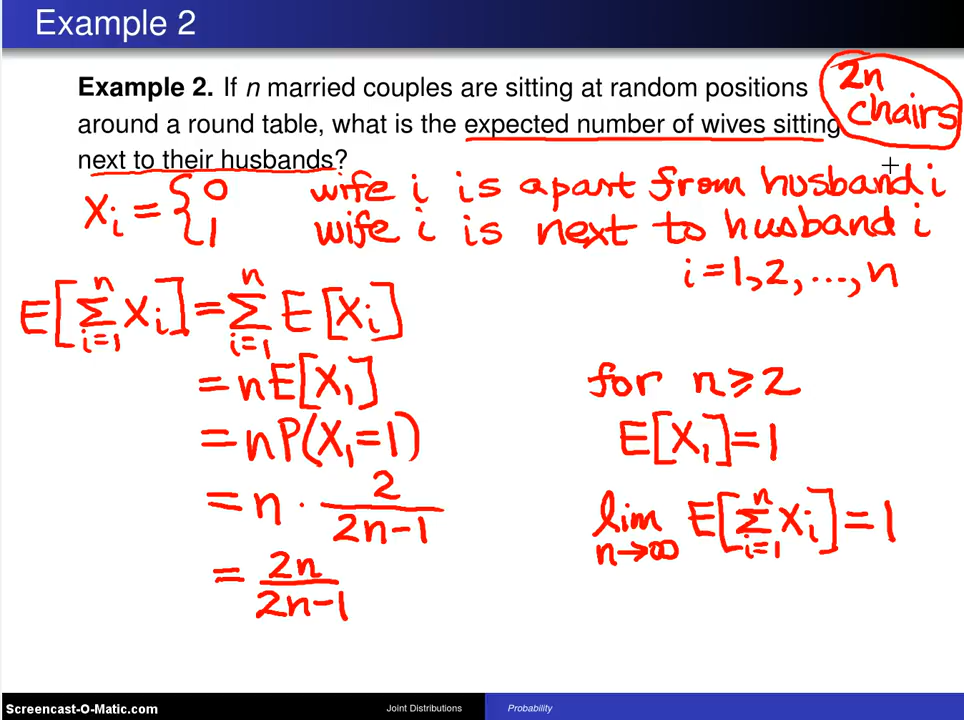 Example 2
Example 2. If n married couples are sitting at random positions
around a round table, what is the expected number of wives sitting
next to their husbands?
2n
chairs
X_i = { 0 wife i is apart from husband i
1 wife i is next to husband i
i = 1, 2, ..., n
E[∑_{i=1}^{n} X_i] = ∑_{i=1}^{n} E[X_i]
= nE[X_1]
= nP(X_1 = 1)
= n · 2/(2n-1)
= 2n/(2n-1)
for n ⩾ 2
E[X_1] = 1
lim_{n→∞} E[∑_{i=1}^{n} X_i] = 1
Screencast-O-Matic.com
Joint Distributions
Probability